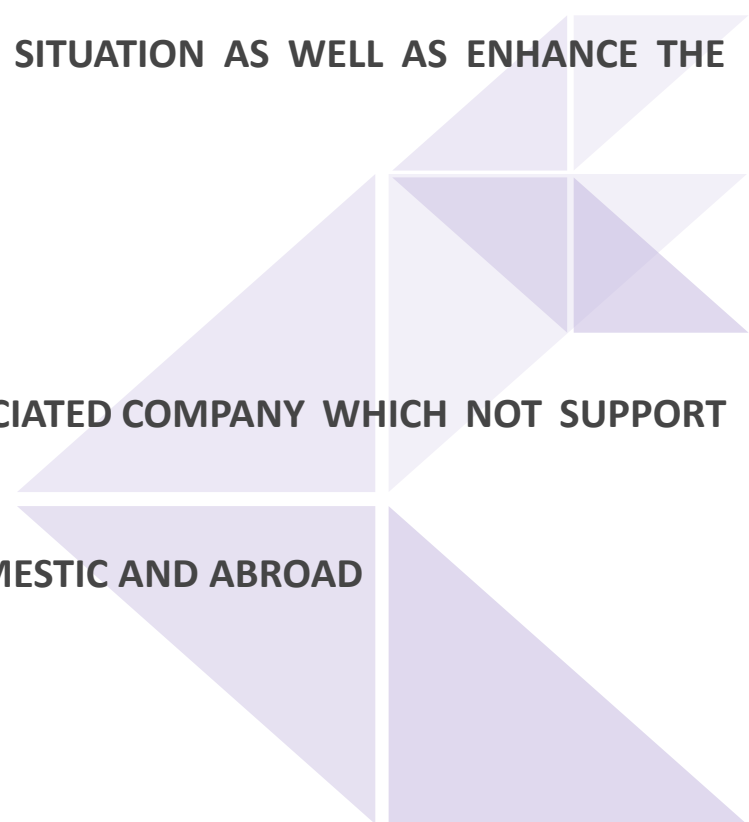 SITUATION AS WELL AS ENHANCE THE
CIATED COMPANY WHICH NOT SUPPORT
MESTIC AND ABROAD